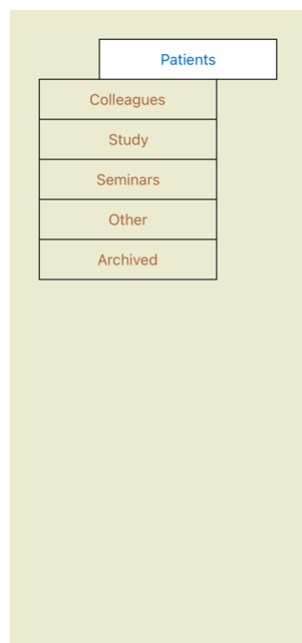 Patients
Colleagues
Study
Seminars
Other
Archived